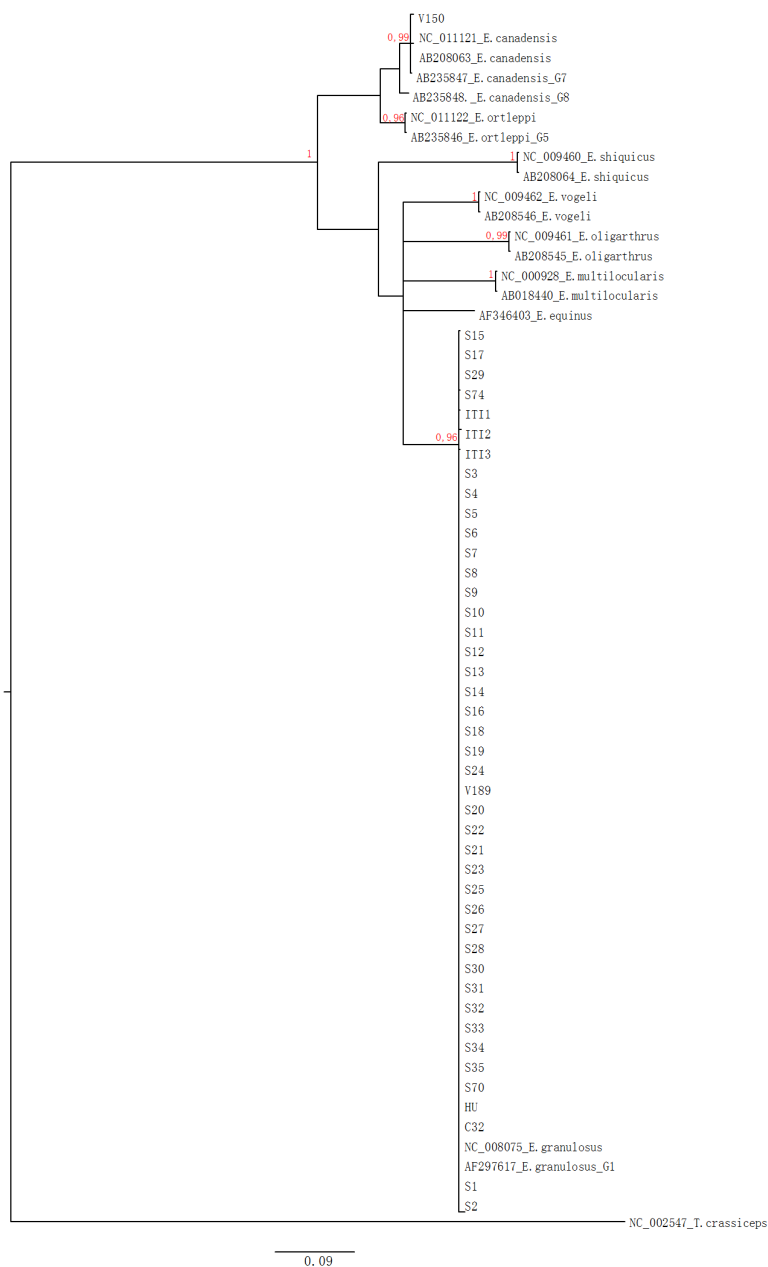 V150
0.99
NC_011121_E.canadensis
AB208063_E.canadensis
AB235847_E.canadensis_G7
AB235848._E.canadensis_G8
0.96
NC_011122_E.ortleppi
AB235846_E.ortleppi_G5
1
1
NC_009460_E.shiquicus
AB208064_E.shiquicus
1
NC_009462_E.vogeli
AB208546_E.vogeli
0.99
NC_009461_E.oligarthrus
AB208545_E.oligarthrus
1
NC_000928_E.multilocularis
AB018440_E.multilocularis
AF346403_E.equinus
S15
S17
S29
S74
ITI1
0.96
ITI2
ITI3
S3
S4
S5
S6
S7
S8
S9
S10
S11
S12
S13
S14
S16
S18
S19
S24
V189
S20
S22
S21
S23
S25
S26
S27
S28
S30
S31
S32
S33
S34
S35
S70
HU
C32
NC_008075_E.granulosus
AF297617_E.granulosus_G1
S1
S2
NC_002547_T.crassiceps
0.09